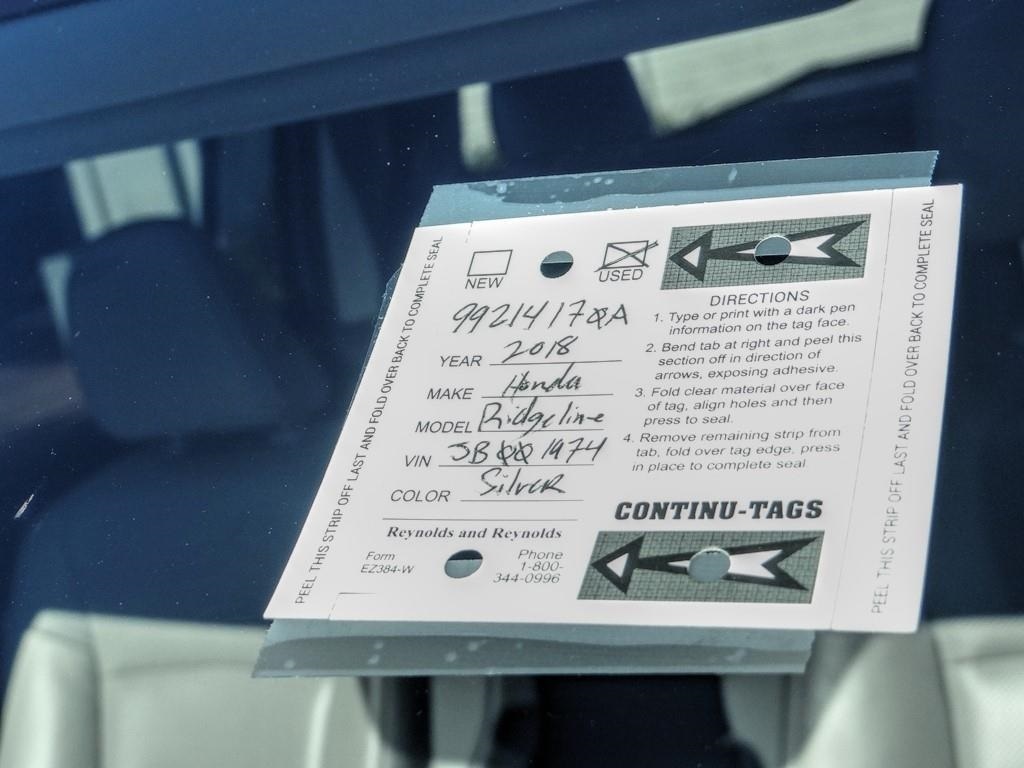 PEEL THIS STRIP OFF LAST AND FOLD OVER BACK TO COMPLETE SEAL
NEW
USED
99214170A
YEAR 2018
MAKE Honda
MODEL Ridgeline
VIN JB001974
COLOR Silver
Reynolds and Reynolds
Form
EZ384-W
Phone
1-800-
344-0996
DIRECTIONS
1. Type or print with a dark pen
information on the tag face.
2. Bend tab at right and peel this
section off in direction of
arrows, exposing adhesive.
3. Fold clear material over face
of tag, align holes and then
press to seal.
4. Remove remaining strip from
tab, fold over tag edge, press
in place to complete seal.
CONTINU-TAGS
PEEL THIS STRIP OFF LAST AND FOLD OVER BACK TO COMPLETE SEAL